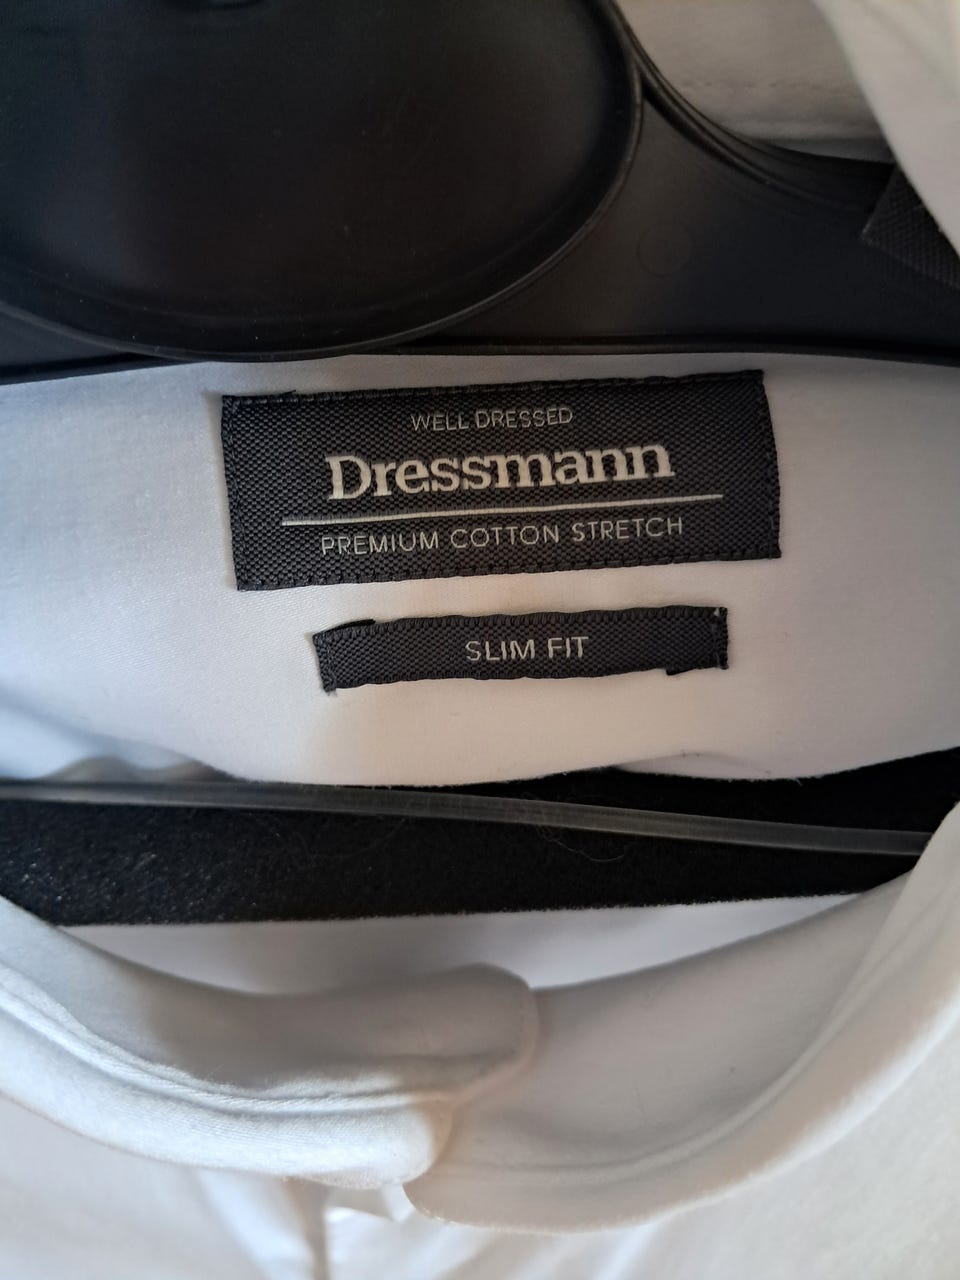 WELL DRESSED
Dressmann
PREMIUM COTTON STRETCH
SLIM FIT